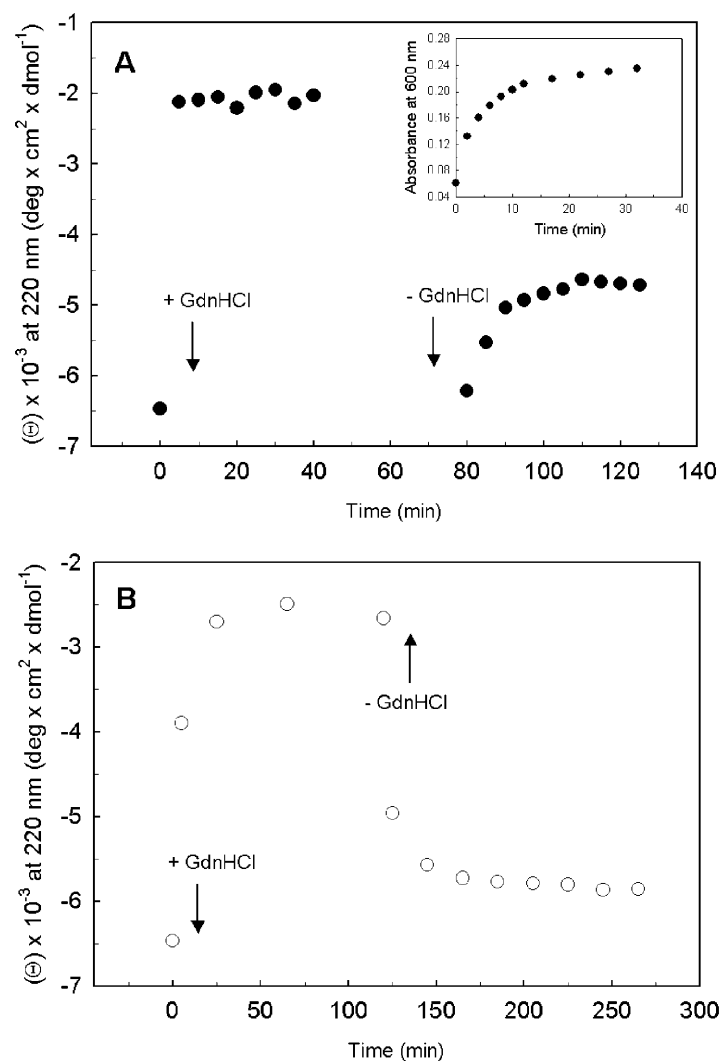 A
-1
-2
-3
-4
-5
-6
-7
(Θ) x 10⁻³ at 220 nm (deg x cm² x dmol⁻¹)
+ GdnHCl
- GdnHCl
0 20 40 60 80 100 120 140
Time (min)
0.28
0.24
0.20
0.16
0.12
0.08
0.04
Absorbance at 600 nm
0 10 20 30 40
Time (min)
B
-2
-3
-4
-5
-6
-7
(Θ) x 10⁻³ at 220 nm (deg x cm² x dmol⁻¹)
- GdnHCl
+ GdnHCl
0 50 100 150 200 250 300
Time (min)